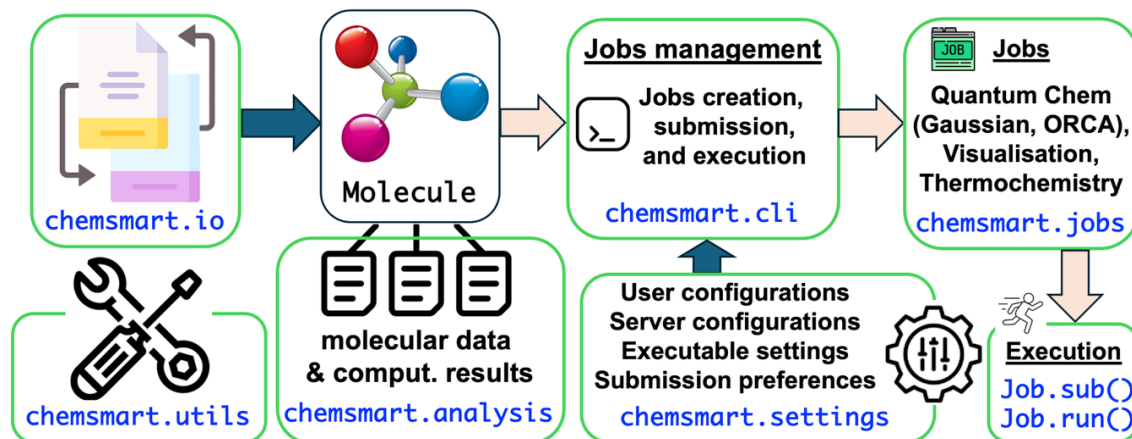 chemsmart.io
Molecule
Jobs management
>_
Jobs creation,
submission,
and execution
chemsmart.cli
JOB
Jobs
Quantum Chem
(Gaussian, ORCA),
Visualisation,
Thermochemistry
chemsmart.jobs
chemsmart.utils
molecular data
& comput. results
chemsmart.analysis
User configurations
Server configurations
Executable settings
Submission preferences
chemsmart.settings
Execution
Job.sub()
Job.run()